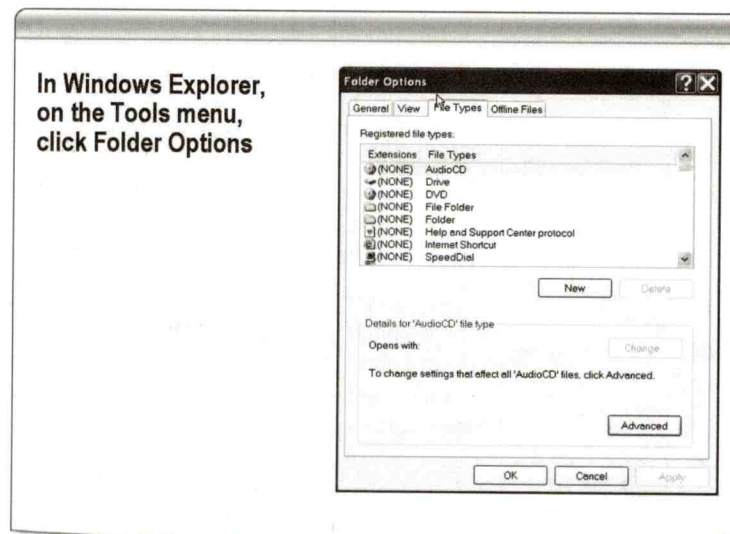 In Windows Explorer,
on the Tools menu,
click Folder Options
Folder Options
General View File Types Offline Files
Registered file types:
Extensions File Types
(NONE) AudioCD
(NONE) Drive
(NONE) DVD
(NONE) File Folder
(NONE) Folder
(NONE) Help and Support Center protocol
(NONE) Internet Shortcut
(NONE) SpeedDial
New Delete
Details for 'AudioCD' file type
Opens with: Change
To change settings that affect all 'AudioCD' files, click Advanced.
Advanced
OK Cancel Apply